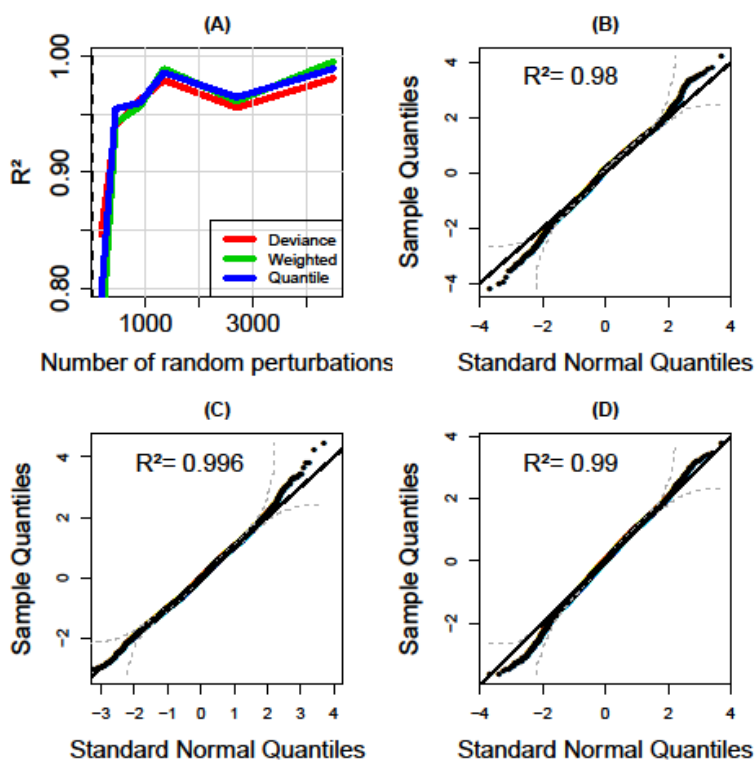 (A)
1.00
0.90
0.80
R²
Deviance
Weighted
Quantile
1000
3000
Number of random perturbations
(B)
R²= 0.98
4
2
0
−2
−4
Sample Quantiles
−4
−2
0
2
4
Standard Normal Quantiles
(C)
R²= 0.996
4
2
0
−2
Sample Quantiles
−3
−2
−1
0
1
2
3
4
Standard Normal Quantiles
(D)
R²= 0.99
4
2
0
−2
Sample Quantiles
−4
−2
0
2
4
Standard Normal Quantiles